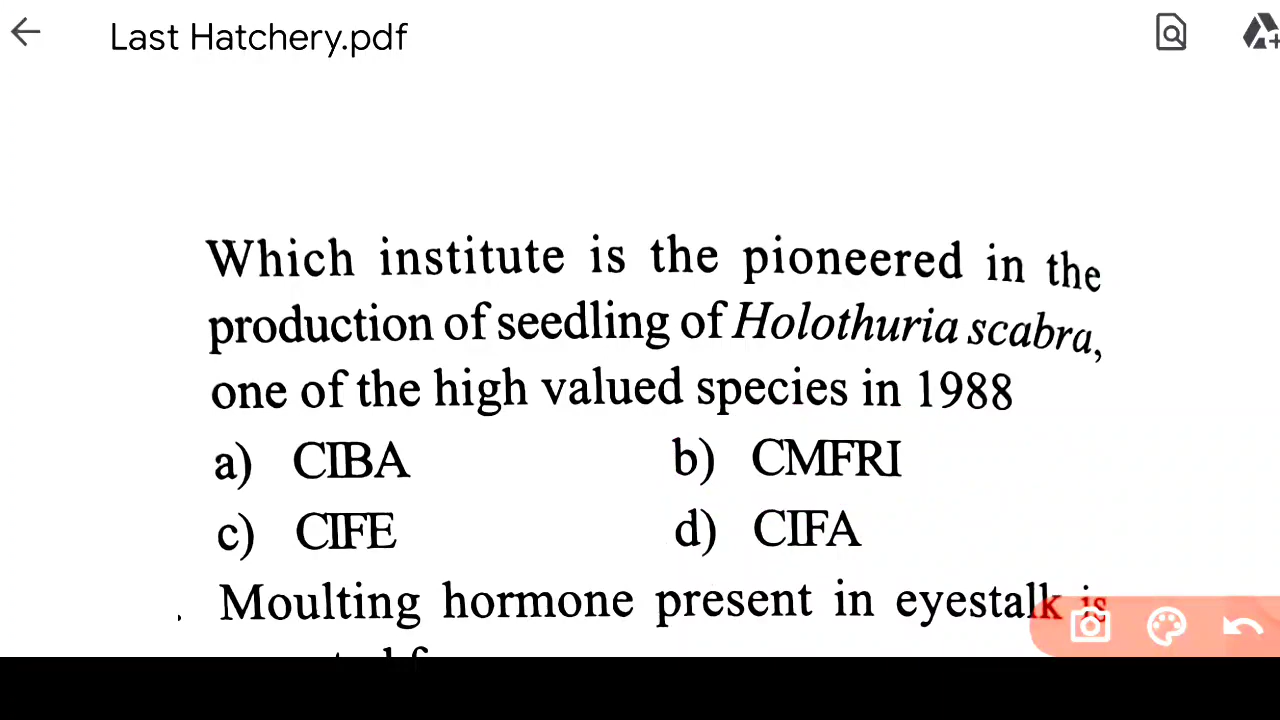 Last Hatchery.pdf
Which institute is the pioneered in the
production of seedling of Holothuria scabra,
one of the high valued species in 1988
a) CIBA b) CMFRI
c) CIFE d) CIFA
Moulting hormone present in eyestalk is